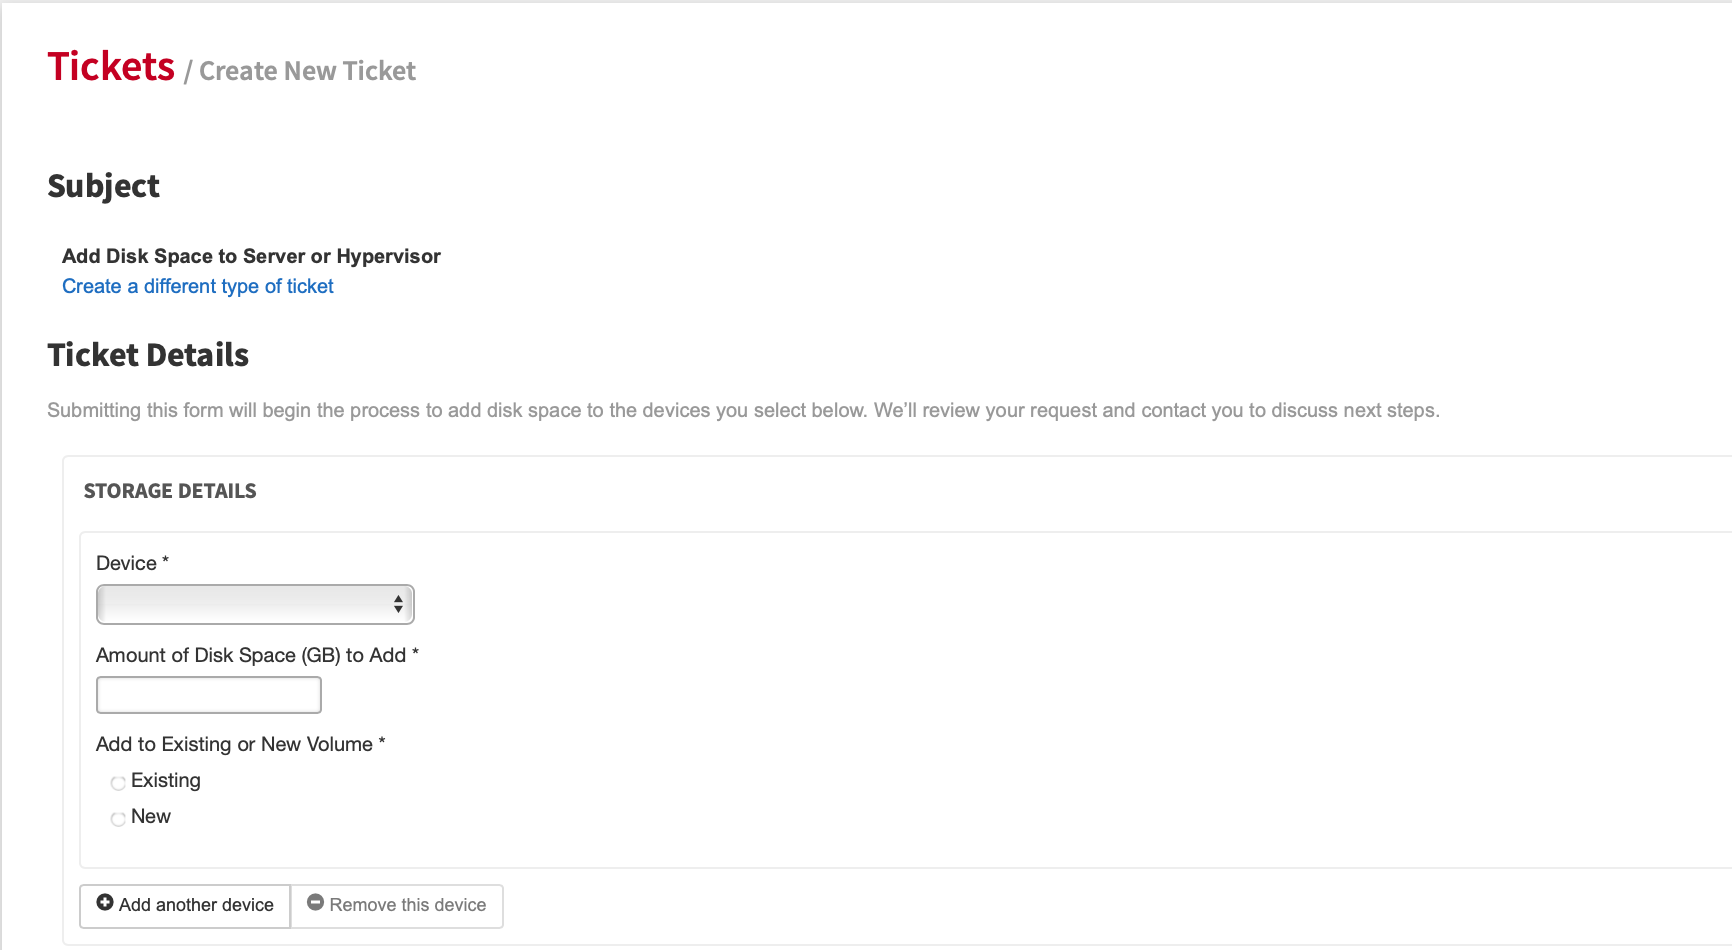 Tickets / Create New Ticket
Subject
Add Disk Space to Server or Hypervisor
Create a different type of ticket
Ticket Details
Submitting this form will begin the process to add disk space to the devices you select below. We’ll review your request and contact you to discuss next steps.
STORAGE DETAILS
Device *
Amount of Disk Space (GB) to Add *
Add to Existing or New Volume *
Existing
New
Add another device Remove this device